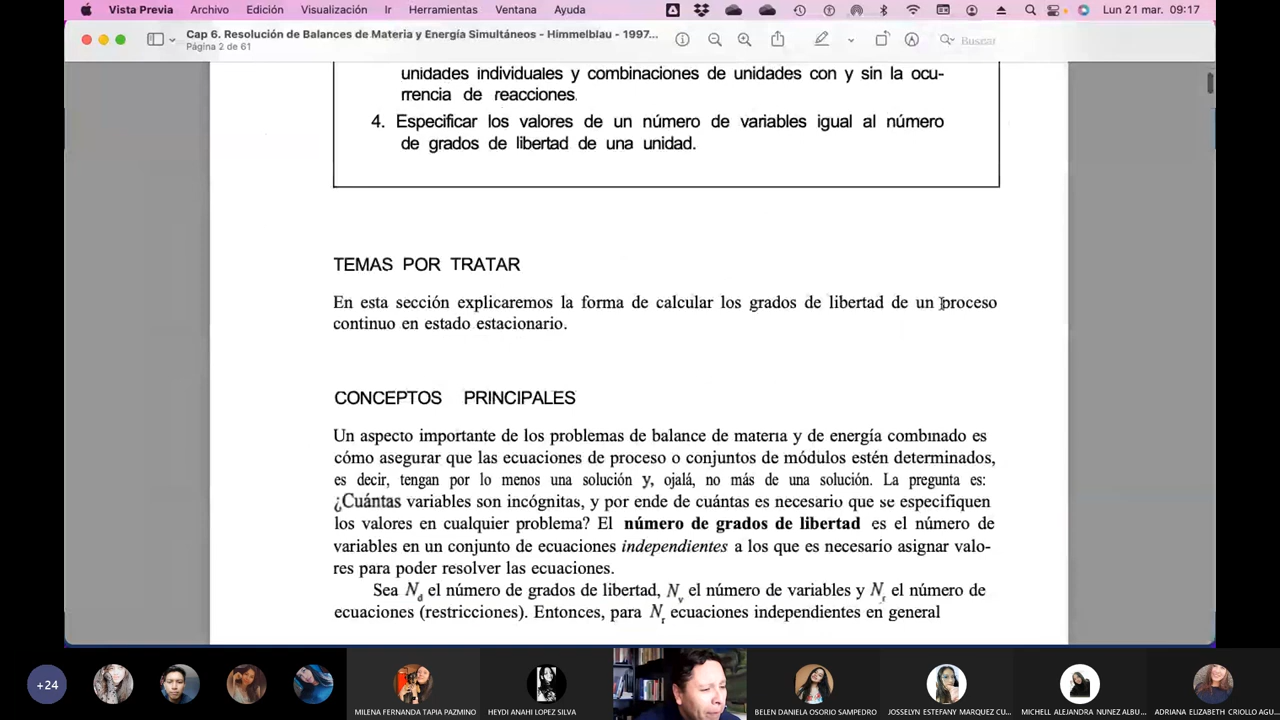 Vista Previa Archivo Edición Visualización Ir Herramientas Ventana Ayuda Lun 21 mar. 09:17
Cap 6. Resolución de Balances de Materia y Energía Simultáneos - Himmelblau - 1997...
Página 2 de 61
Buscar
unidades individuales y combinaciones de unidades con y sin la ocu-
rrencia de reacciones.
4. Especificar los valores de un número de variables igual al número
de grados de libertad de una unidad.
TEMAS POR TRATAR
En esta sección explicaremos la forma de calcular los grados de libertad de un proceso
continuo en estado estacionario.
CONCEPTOS PRINCIPALES
Un aspecto importante de los problemas de balance de materia y de energía combinado es
cómo asegurar que las ecuaciones de proceso o conjuntos de módulos estén determinados,
es decir, tengan por lo menos una solución y, ojalá, no más de una solución. La pregunta es:
¿Cuántas variables son incógnitas, y por ende de cuántas es necesario que se especifiquen
los valores en cualquier problema? El número de grados de libertad es el número de
variables en un conjunto de ecuaciones independientes a los que es necesario asignar valo-
res para poder resolver las ecuaciones.
Sea Nd el número de grados de libertad, Nv el número de variables y Nr el número de
ecuaciones (restricciones). Entonces, para Nr ecuaciones independientes en general
+24
MILENA FERNANDA TAPIA PAZMINO
HEYDI ANAHI LOPEZ SILVA
BELEN DANIELA OSORIO SAMPEDRO
JOSSELYN ESTEFANY MARQUEZ CU...
MICHELL ALEJANDRA NUNEZ ALBU...
ADRIANA ELIZABETH CRIOLLO AGU...